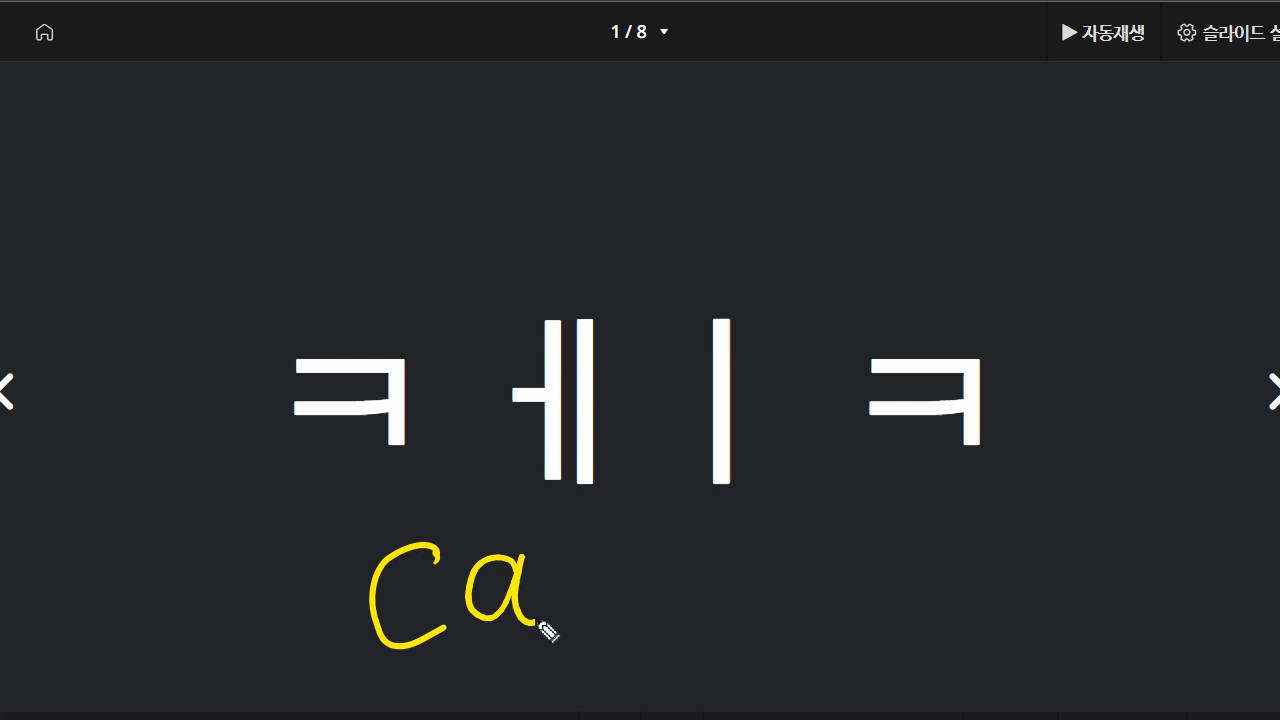 1 / 8
자동재생
슬라이드
ㅋ ㅔ ㅣ ㅋ
ca